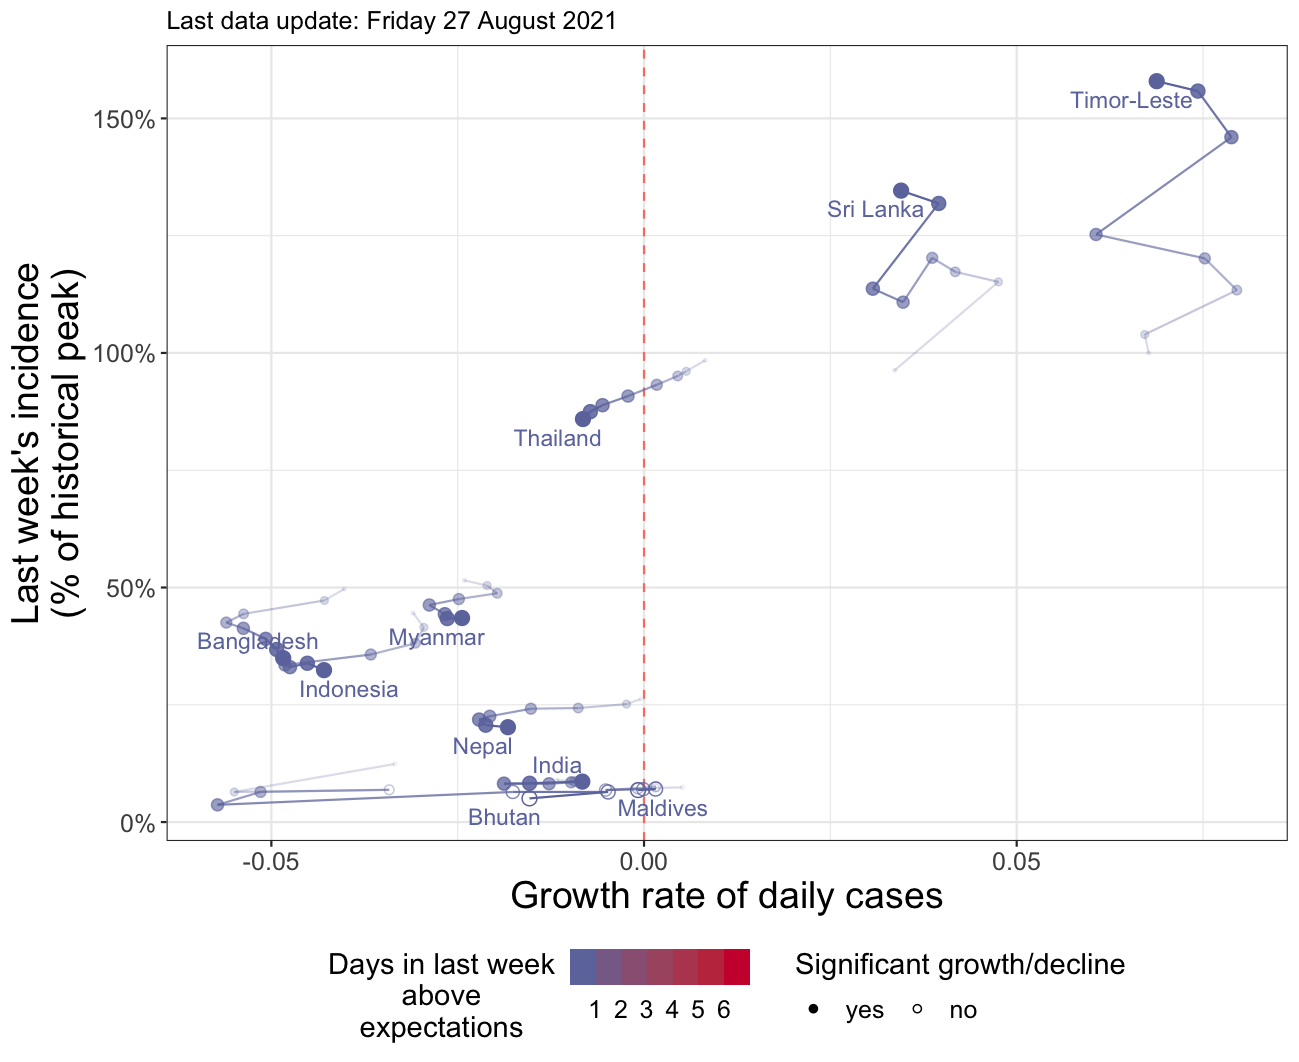 Last data update: Friday 27 August 2021
Last week's incidence
(% of historical peak)
150%
100%
50%
0%
Timor-Leste
Sri Lanka
Thailand
Bangladesh
Myanmar
Indonesia
Nepal
India
Bhutan
Maldives
-0.05
0.00
0.05
Growth rate of daily cases
Days in last week
above
expectations
1 2 3 4 5 6
Significant growth/decline
yes
no